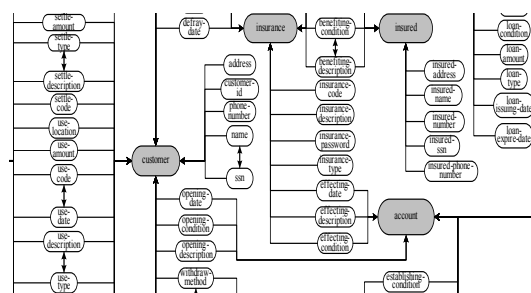 settle-
amount
settle-
type
settle-
description
settle-
code
use-
location
use-
amount
use-
code
use-
date
use-
description
use-
type
defray-
date
address
customer-
id
phone-
number
name
ssn
customer
opening-
date
opening-
condition
opening-
description
withdraw-
method
insurance
benefiting-
condition
benefiting-
description
insurance-
code
insurance-
description
insurance-
password
insurance-
type
effecting-
date
effecting-
description
effecting-
condition
insured
insured-
address
insured-
name
insured-
number
insured-
ssn
insured-phone-
number
account
establishing-
condition
loan-
condition
loan-
amount
loan-
type
loan-
issuing-date
loan-
expire-date